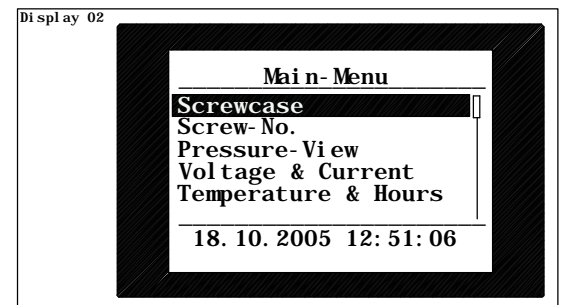 Display 02
Main-Menu
Screwcase
Screw-No.
Pressure-View
Voltage & Current
Temperature & Hours
18.10.2005 12:51:06